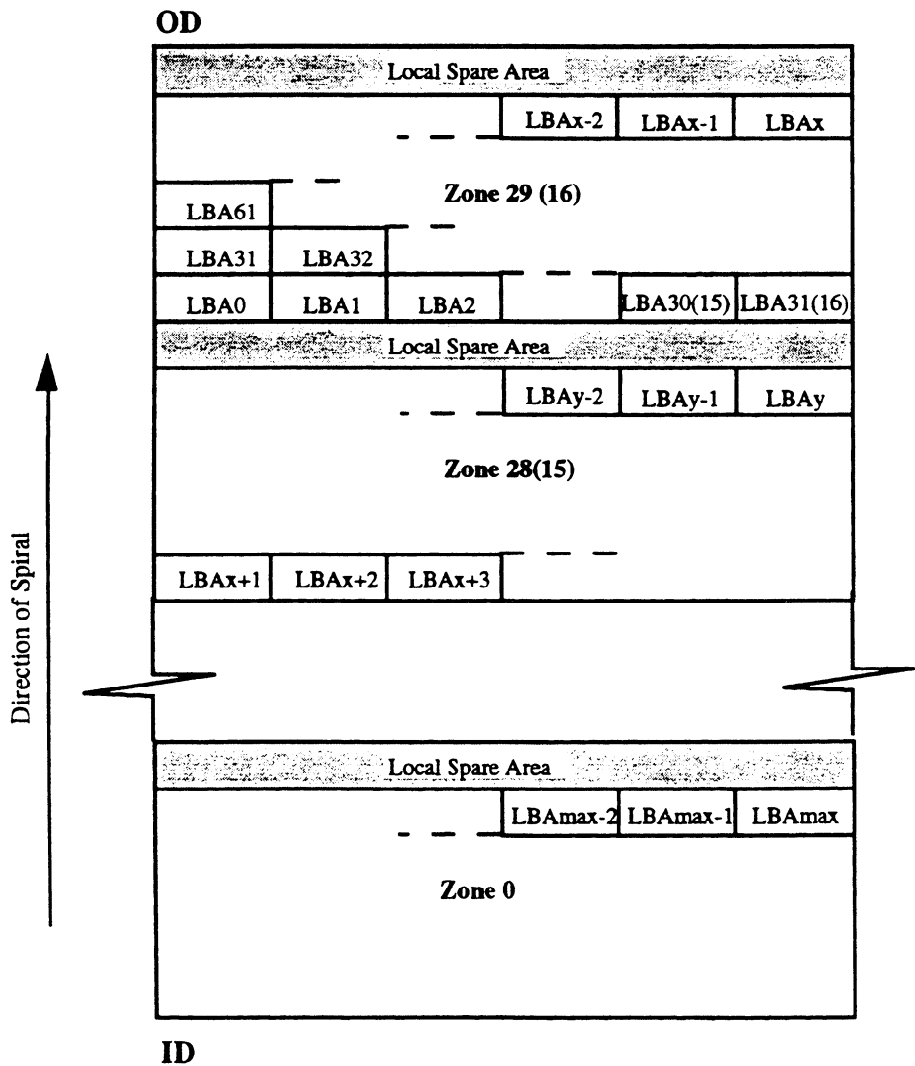 OD
Local Spare Area
LBAx-2 LBAx-1 LBAx
Zone 29 (16)
LBA61
LBA31 LBA32
LBA0 LBA1 LBA2 LBA30(15) LBA31(16)
Local Spare Area
LBAy-2 LBAy-1 LBAy
Zone 28(15)
Direction of Spiral
LBAx+1 LBAx+2 LBAx+3
Local Spare Area
LBAmax-2 LBAmax-1 LBAmax
Zone 0
ID